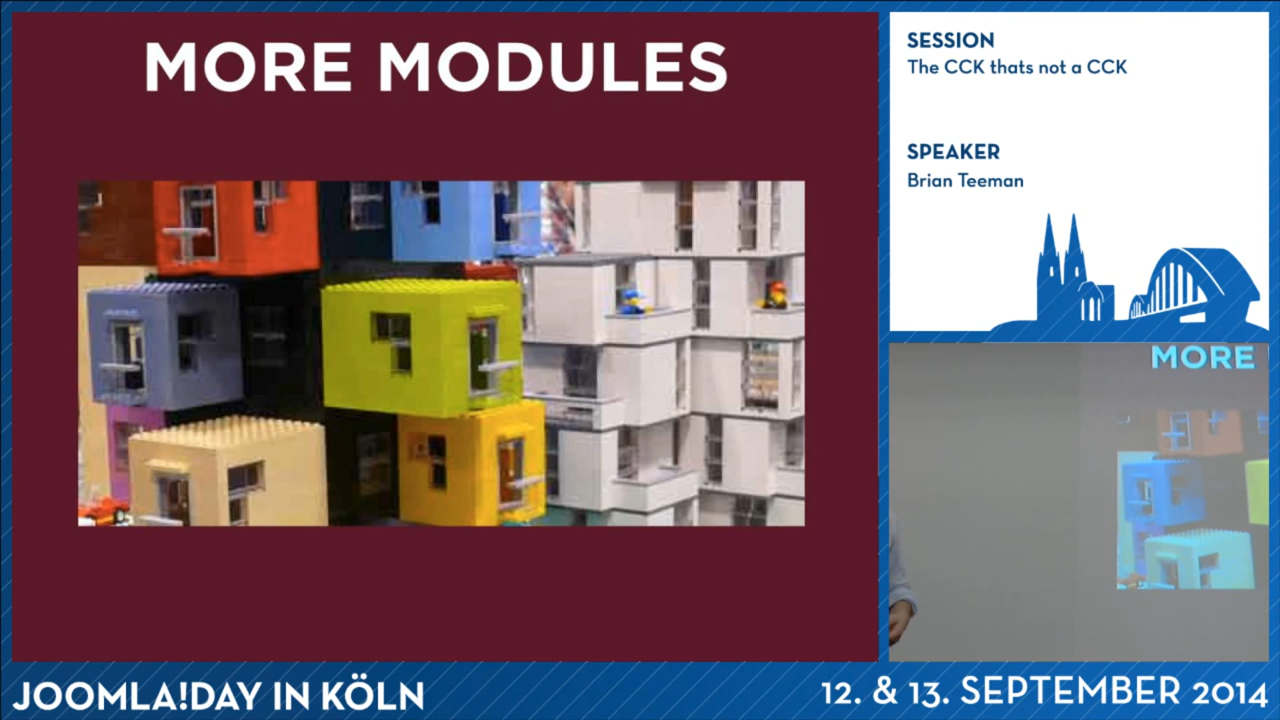 MORE MODULES
SESSION
The CCK thats not a CCK
SPEAKER
Brian Teeman
MORE
JOOMLA!DAY IN KÖLN
12. & 13. SEPTEMBER 2014